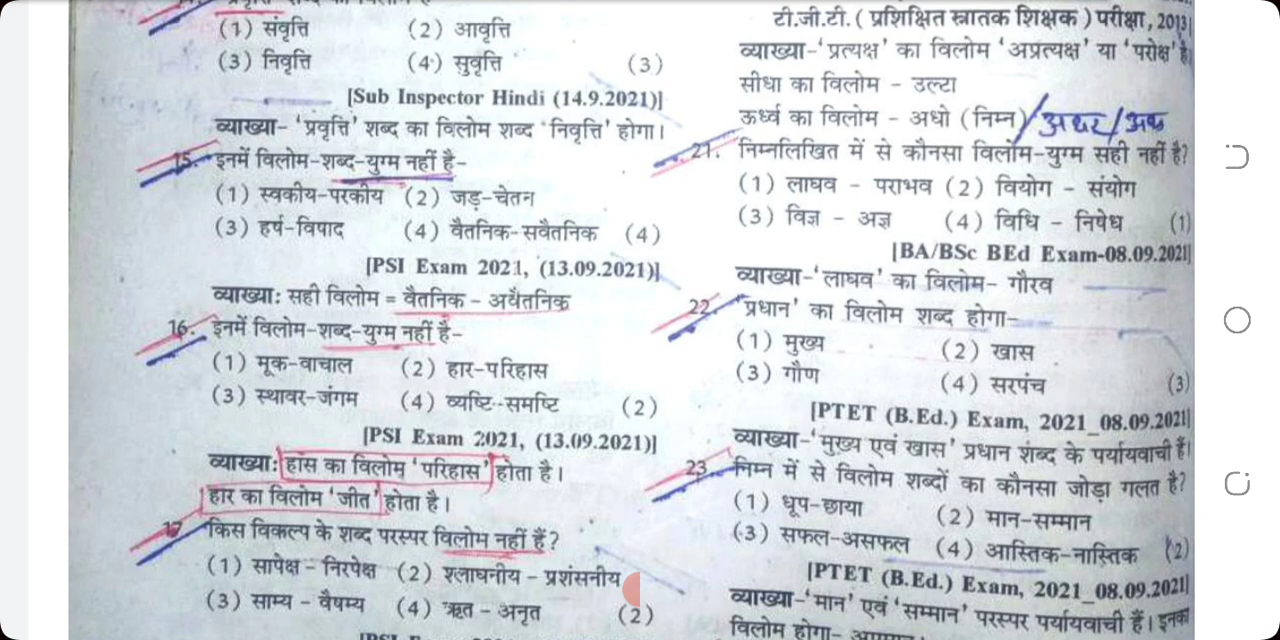 (1) संवृत्ति (2) आवृत्ति
(3) निवृत्ति (4) सुवृत्ति (3)
[Sub Inspector Hindi (14.9.2021)]
व्याख्या- 'प्रवृत्ति' शब्द का विलोम शब्द 'निवृत्ति' होगा।
15. इनमें विलोम-शब्द-युग्म नहीं है-
(1) स्वकीय-परकीय (2) जड़-चेतन
(3) हर्ष-विषाद (4) वैतनिक-सवैतनिक (4)
[PSI Exam 2021, (13.09.2021)]
व्याख्या: सही विलोम = वैतनिक - अवैतनिक
16. इनमें विलोम-शब्द-युग्म नहीं है-
(1) मूक-वाचाल (2) हार-परिहास
(3) स्थावर-जंगम (4) व्यष्टि-समष्टि (2)
[PSI Exam 2021, (13.09.2021)]
व्याख्या: हास का विलोम 'परिहास' होता है।
हार का विलोम 'जीत' होता है।
17 किस विकल्प के शब्द परस्पर विलोम नहीं हैं?
(1) सापेक्ष - निरपेक्ष (2) श्लाघनीय - प्रशंसनीय
(3) साम्य - वैषम्य (4) ऋत - अनृत (2)
टी.जी.टी. ( प्रशिक्षित स्नातक शिक्षक ) परीक्षा, 2013]
व्याख्या-'प्रत्यक्ष' का विलोम 'अप्रत्यक्ष' या 'परोक्ष' है।
सीधा का विलोम - उल्टा
ऊर्ध्व का विलोम - अधो (निम्न)/अधर/अध
21. निम्नलिखित में से कौनसा विलोम-युग्म सही नहीं है?
(1) लाघव - पराभव (2) वियोग - संयोग
(3) विज्ञ - अज्ञ (4) विधि - निषेध (1)
[BA/BSc BEd Exam-08.09.2021]
व्याख्या-'लाघव' का विलोम- गौरव
22. 'प्रधान' का विलोम शब्द होगा-
(1) मुख्य (2) खास
(3) गौण (4) सरपंच (3)
[PTET (B.Ed.) Exam, 2021_08.09.2021]
व्याख्या-'मुख्य एवं खास' प्रधान शब्द के पर्यायवाची हैं।
23 निम्न में से विलोम शब्दों का कौनसा जोड़ा गलत है?
(1) धूप-छाया (2) मान-सम्मान
(3) सफल-असफल (4) आस्तिक-नास्तिक (2)
[PTET (B.Ed.) Exam, 2021_08.09.2021]
व्याख्या-'मान' एवं 'सम्मान' परस्पर पर्यायवाची हैं। इनका
विलोम होगा-